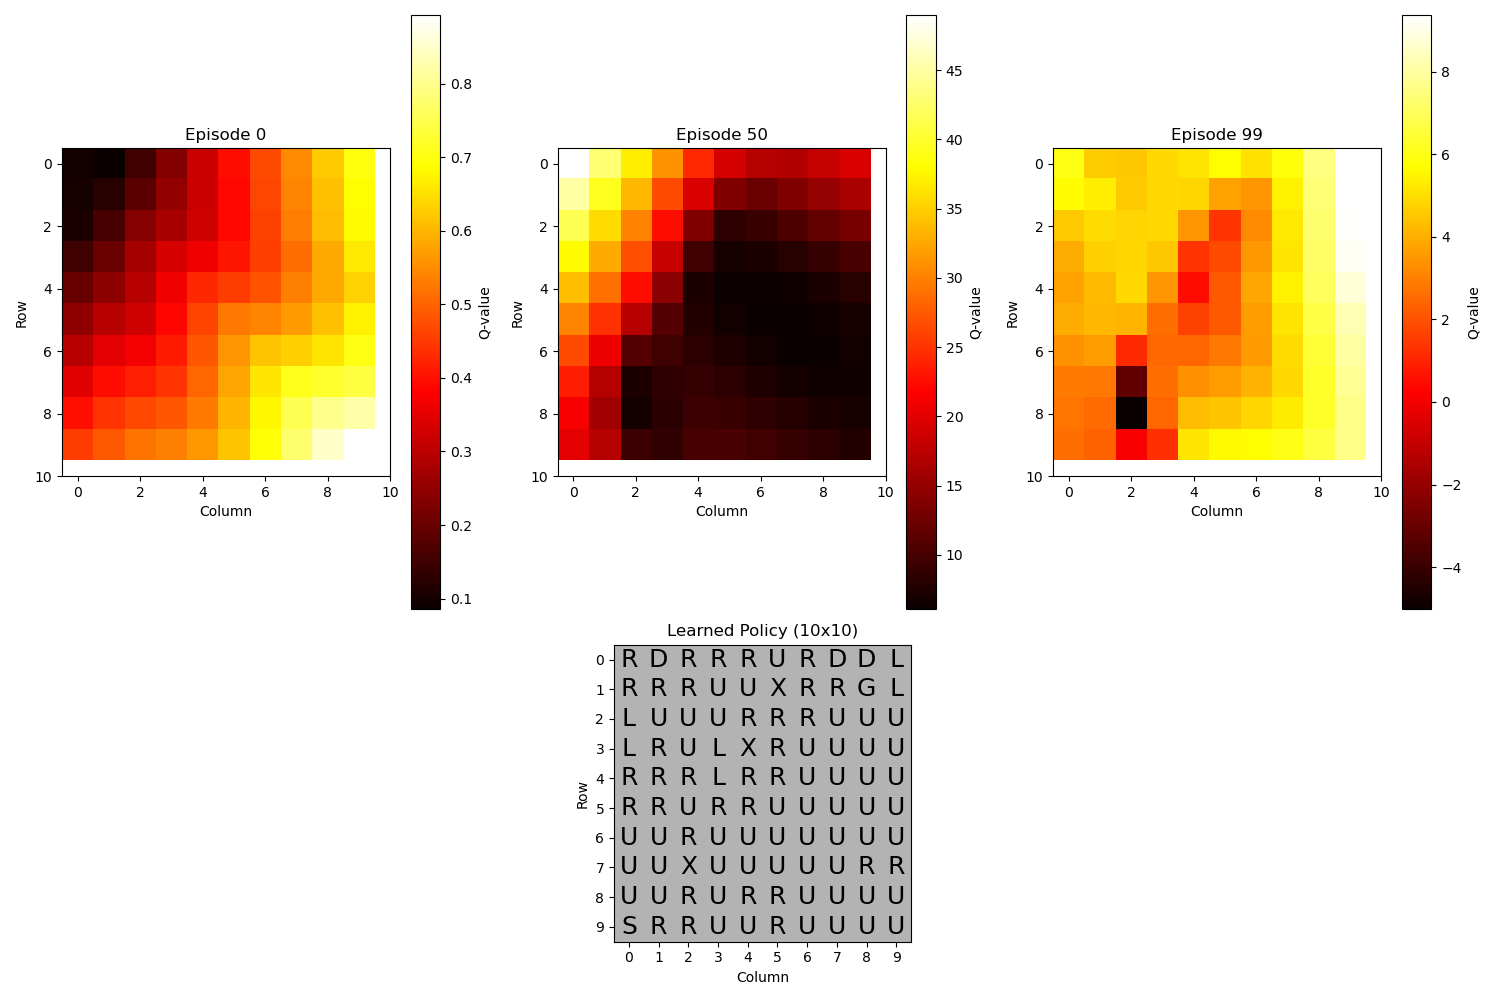 Episode 0
0
2
4
6
8
10
Row
0 2 4 6 8 10
Column
0.8
0.7
0.6
0.5
0.4
0.3
0.2
0.1
Q-value
Episode 50
0
2
4
6
8
10
Row
0 2 4 6 8 10
Column
45
40
35
30
25
20
15
10
Q-value
Episode 99
0
2
4
6
8
10
Row
0 2 4 6 8 10
Column
8
6
4
2
0
−2
−4
Q-value
Learned Policy (10x10)
Row
0 R D R R R U R D D L
1 R R R U U X R R G L
2 L U U U R R R U U U
3 L R U L X R U U U U
4 R R R L R R U U U U
5 R R U R R U U U U U
6 U U R U U U U U U U
7 U U X U U U U U R R
8 U U R U R R U U U U
9 S R R U U R U U U U
0 1 2 3 4 5 6 7 8 9
Column